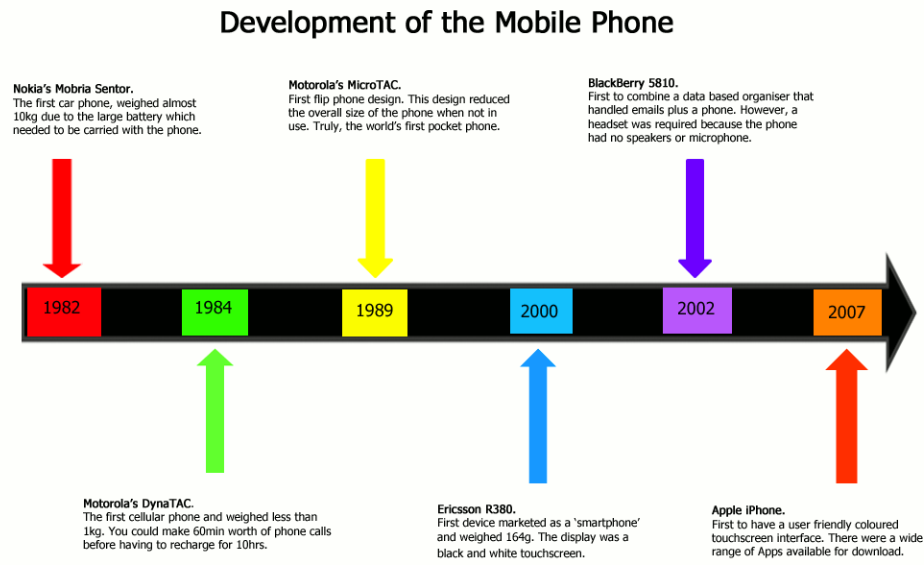 Development of the Mobile Phone
Nokia's Mobria Sentor.
The first car phone, weighed almost
10kg due to the large battery which
needed to be carried with the phone.
Motorola's MicroTAC.
First flip phone design. This design reduced
the overall size of the phone when not in
use. Truly, the world's first pocket phone.
BlackBerry 5810.
First to combine a data based organiser that
handled emails plus a phone. However, a
headset was required because the phone
had no speakers or microphone.
1982
1984
1989
2000
2002
2007
Motorola's DynaTAC.
The first cellular phone and weighed less than
1kg. You could make 60min worth of phone calls
before having to recharge for 10hrs.
Ericsson R380.
First device marketed as a 'smartphone'
and weighed 164g. The display was a
black and white touchscreen.
Apple iPhone.
First to have a user friendly coloured
touchscreen interface. There were a wide
range of Apps available for download.